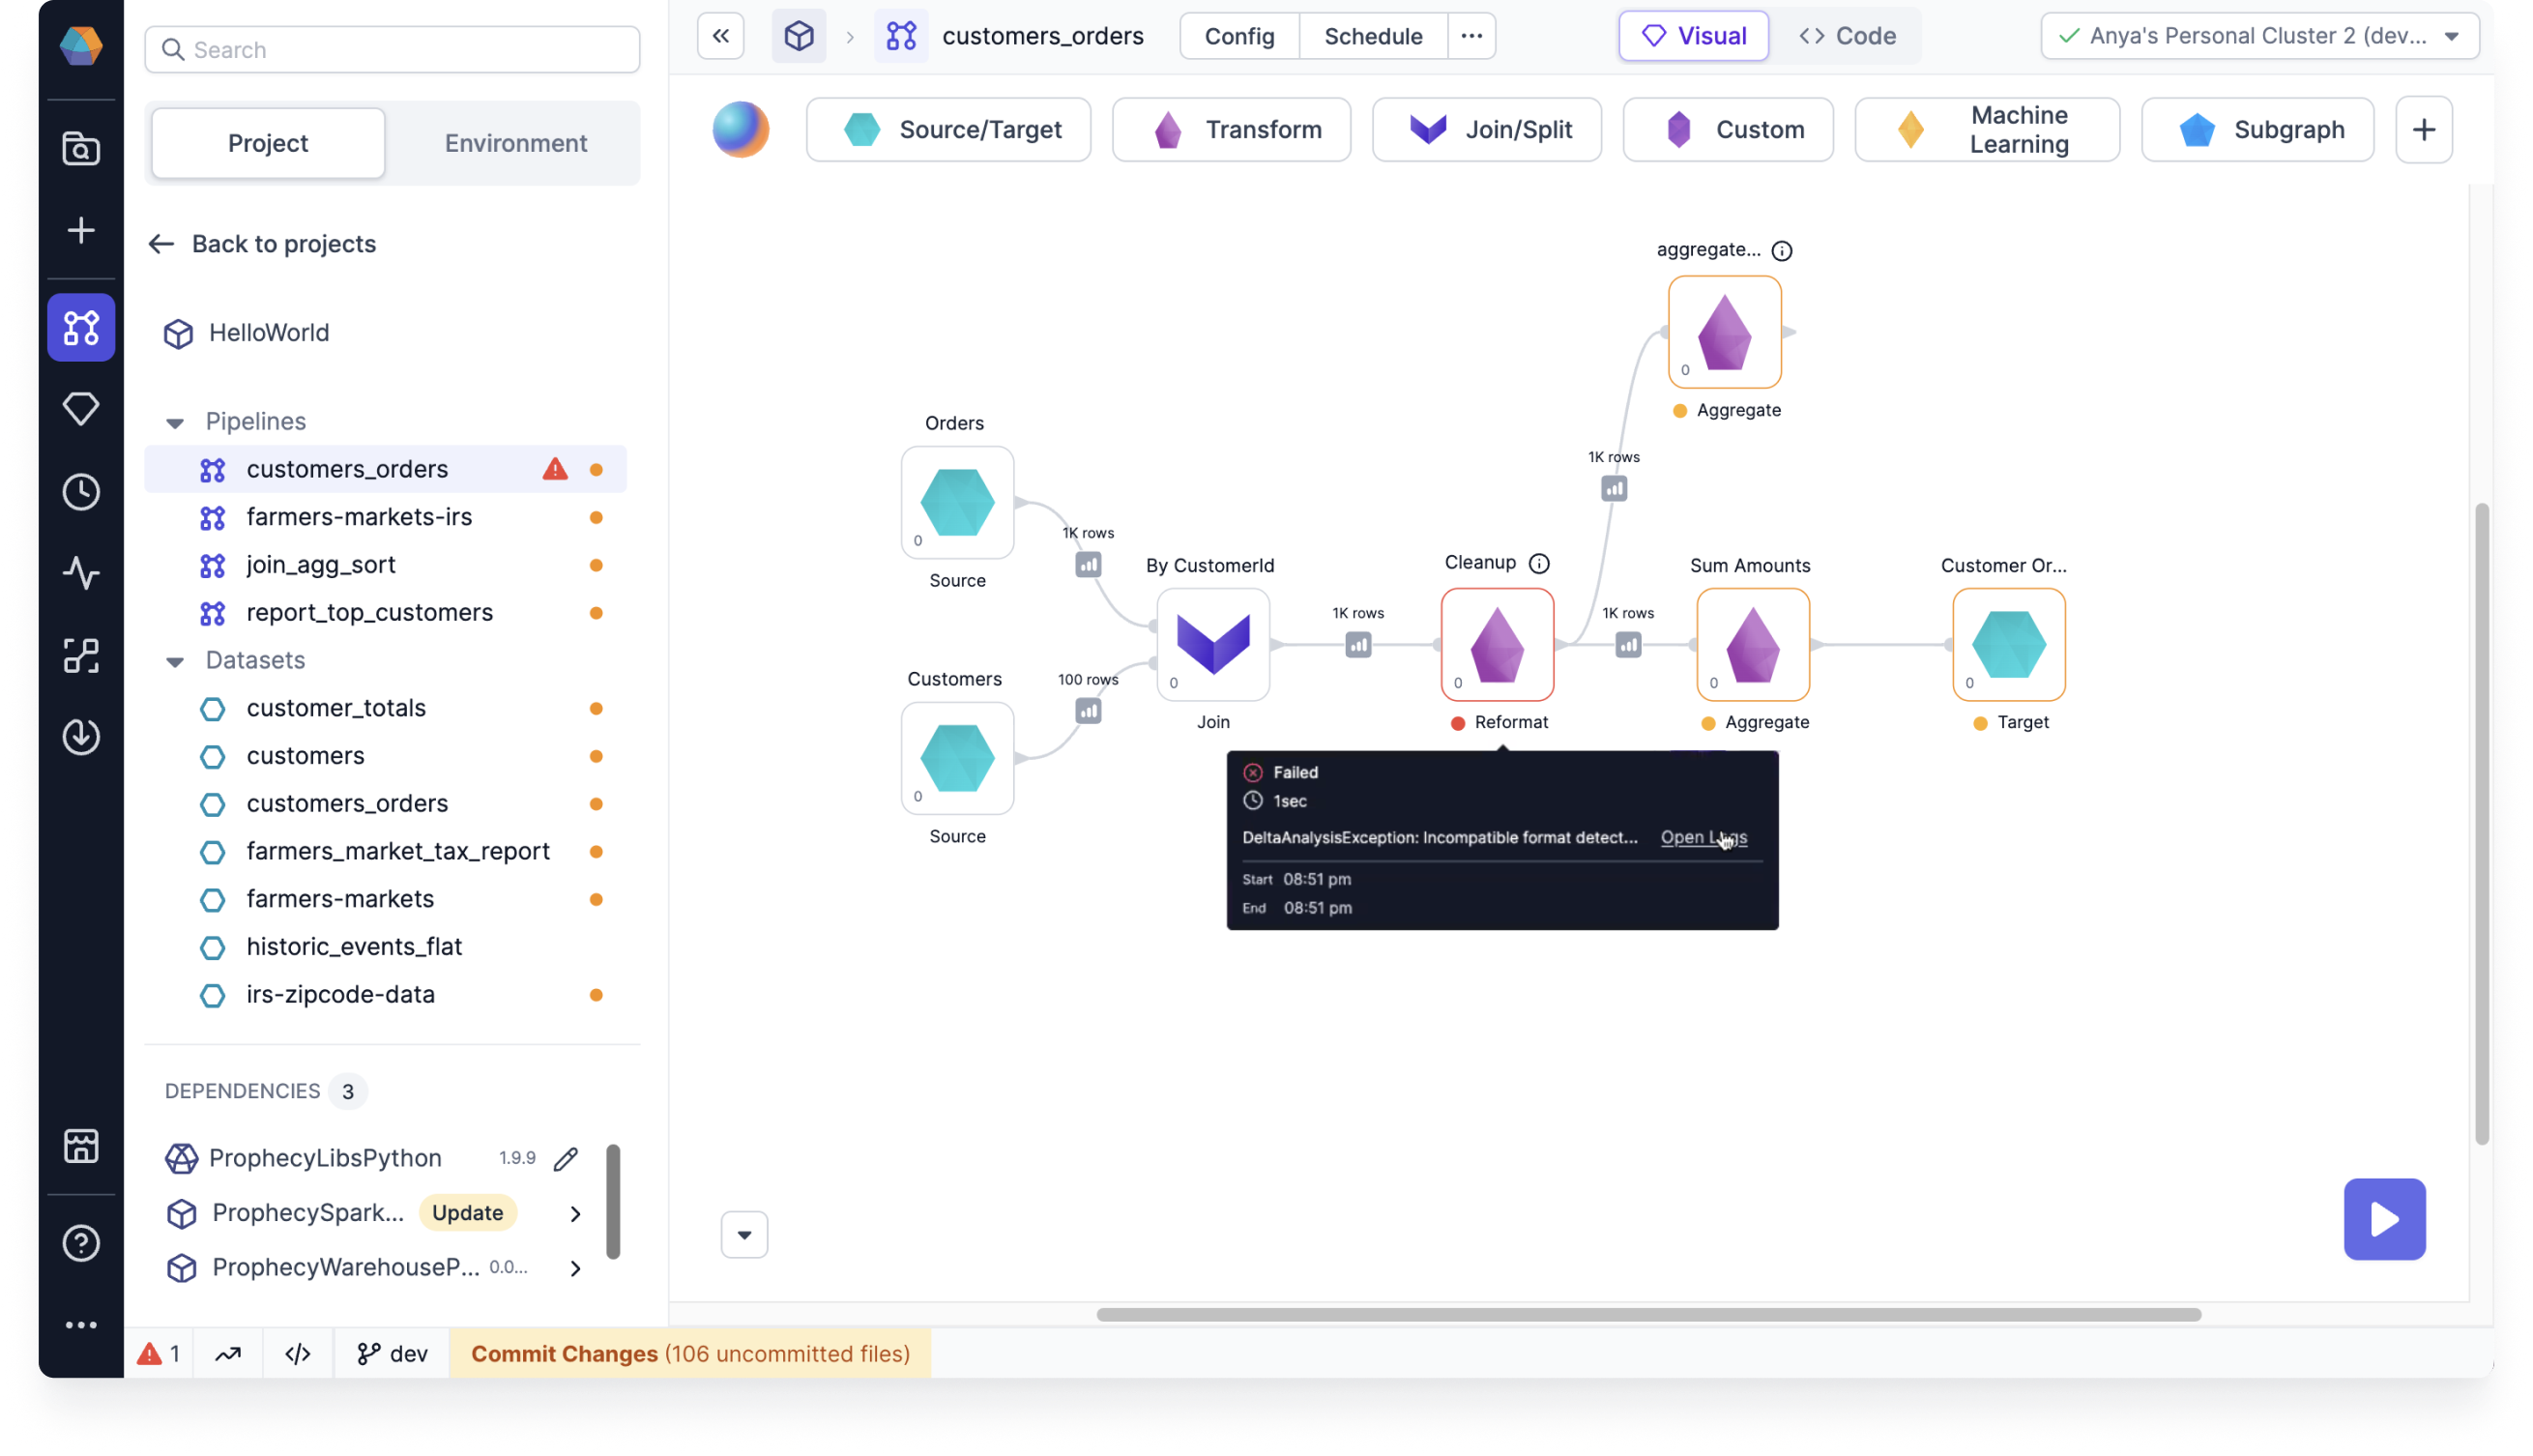 Search
customers_orders
Config
Schedule
Visual
Code
Anya's Personal Cluster 2 (dev...
Project
Environment
Source/Target
Transform
Join/Split
Custom
Machine
Learning
Subgraph
Back to projects
HelloWorld
Pipelines
customers_orders
farmers-markets-irs
join_agg_sort
report_top_customers
Datasets
customer_totals
customers
customers_orders
farmers_market_tax_report
farmers-markets
historic_events_flat
irs-zipcode-data
DEPENDENCIES 3
ProphecyLibsPython 1.9.9
ProphecySpark... Update
ProphecyWarehouseP... 0.0...
aggregate...
0
Aggregate
1K rows
Orders
0
Source
1K rows
Customers
0
Source
100 rows
By CustomerId
0
Join
1K rows
Cleanup
0
Reformat
1K rows
Sum Amounts
0
Aggregate
Customer Or...
0
Target
Failed
1sec
DeltaAnalysisException: Incompatible format detect... Open Logs
Start 08:51 pm
End 08:51 pm
1
dev
Commit Changes (106 uncommitted files)